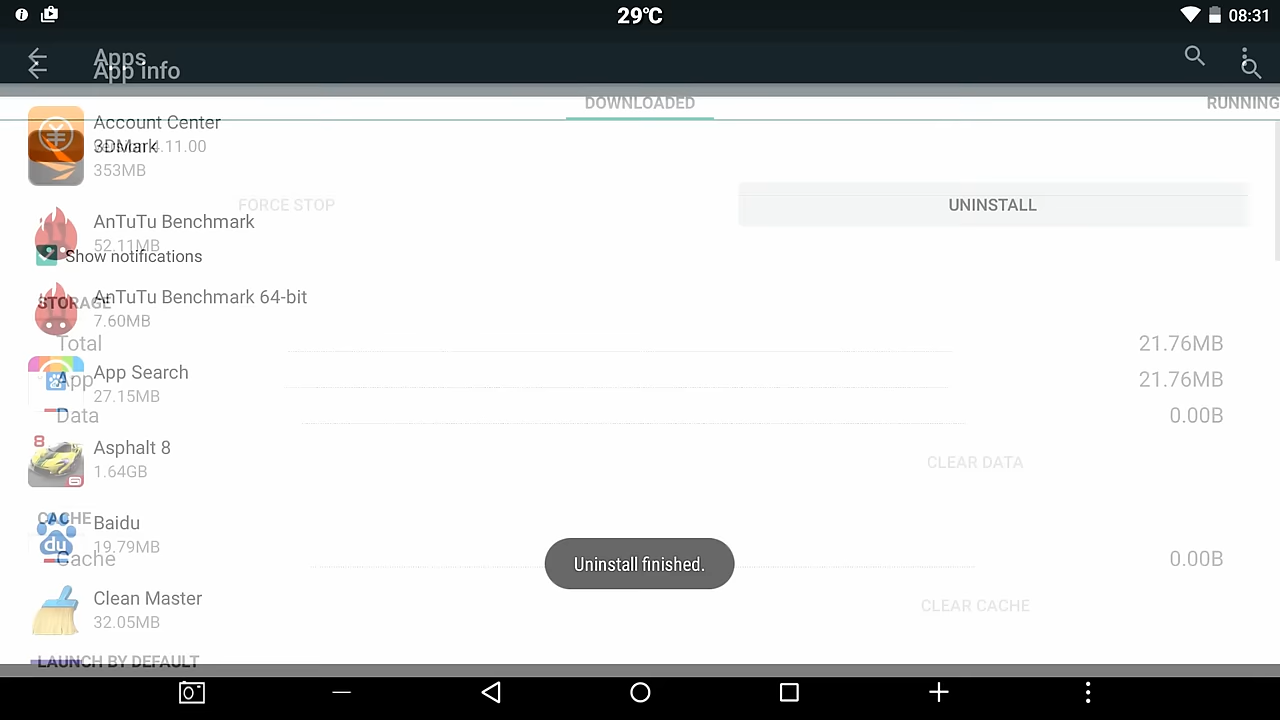 29℃
08:31
Apps
App info
DOWNLOADED
RUNNING
Account Center
3DMark
353MB
FORCE STOP
UNINSTALL
AnTuTu Benchmark
52.11MB
Show notifications
AnTuTu Benchmark 64-bit
STORAGE
7.60MB
Total
21.76MB
App Search
App
21.76MB
27.15MB
Data
0.00B
8
Asphalt 8
1.64GB
CLEAR DATA
CACHE
Baidu
du
19.79MB
Cache
0.00B
Uninstall finished.
Clean Master
CLEAR CACHE
32.05MB
LAUNCH BY DEFAULT